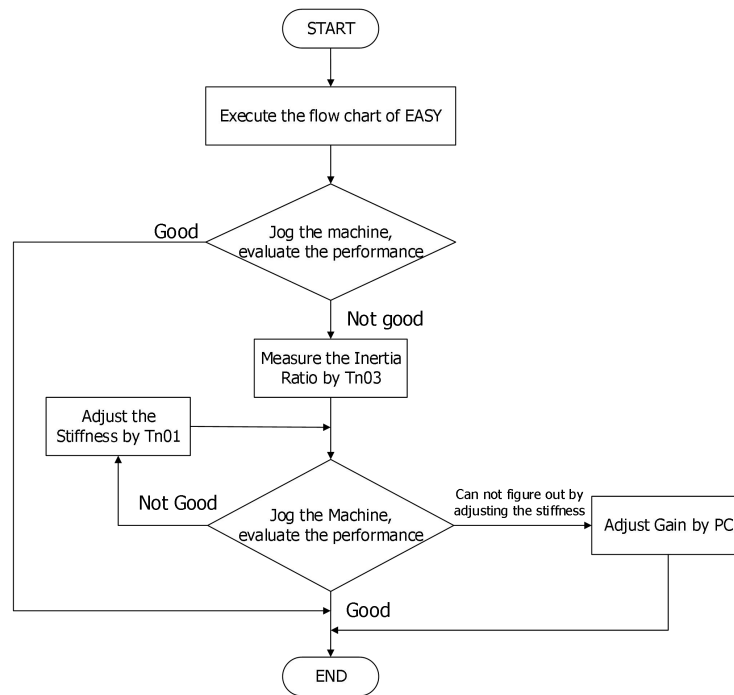 START
Execute the flow chart of EASY
Good
Jog the machine,
evaluate the performance
Not good
Measure the Inertia
Ratio by Tn03
Adjust the
Stiffness by Tn01
Not Good
Jog the Machine,
evaluate the performance
Can not figure out by
adjusting the stiffness
Adjust Gain by PC
Good
END